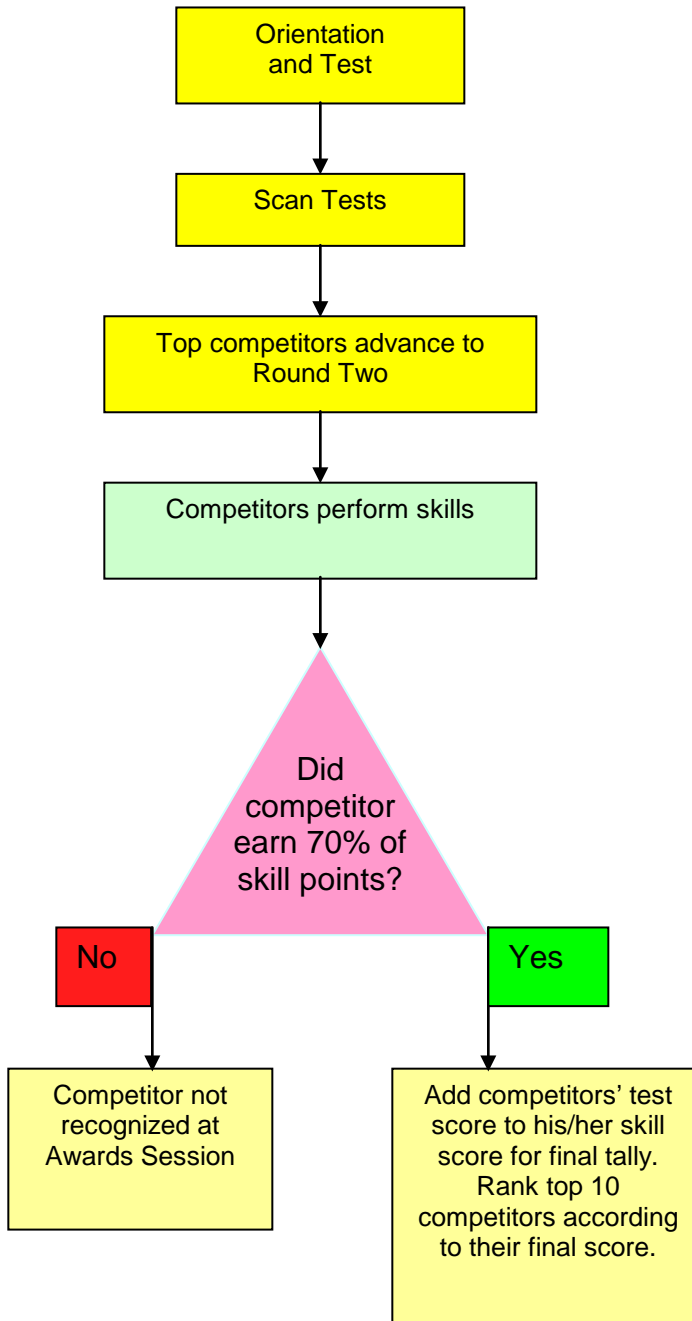 Orientation
and Test
Scan Tests
Top competitors advance to
Round Two
Competitors perform skills
Did
competitor
earn 70% of
skill points?
No
Yes
Competitor not
recognized at
Awards Session
Add competitors’ test
score to his/her skill
score for final tally.
Rank top 10
competitors according
to their final score.